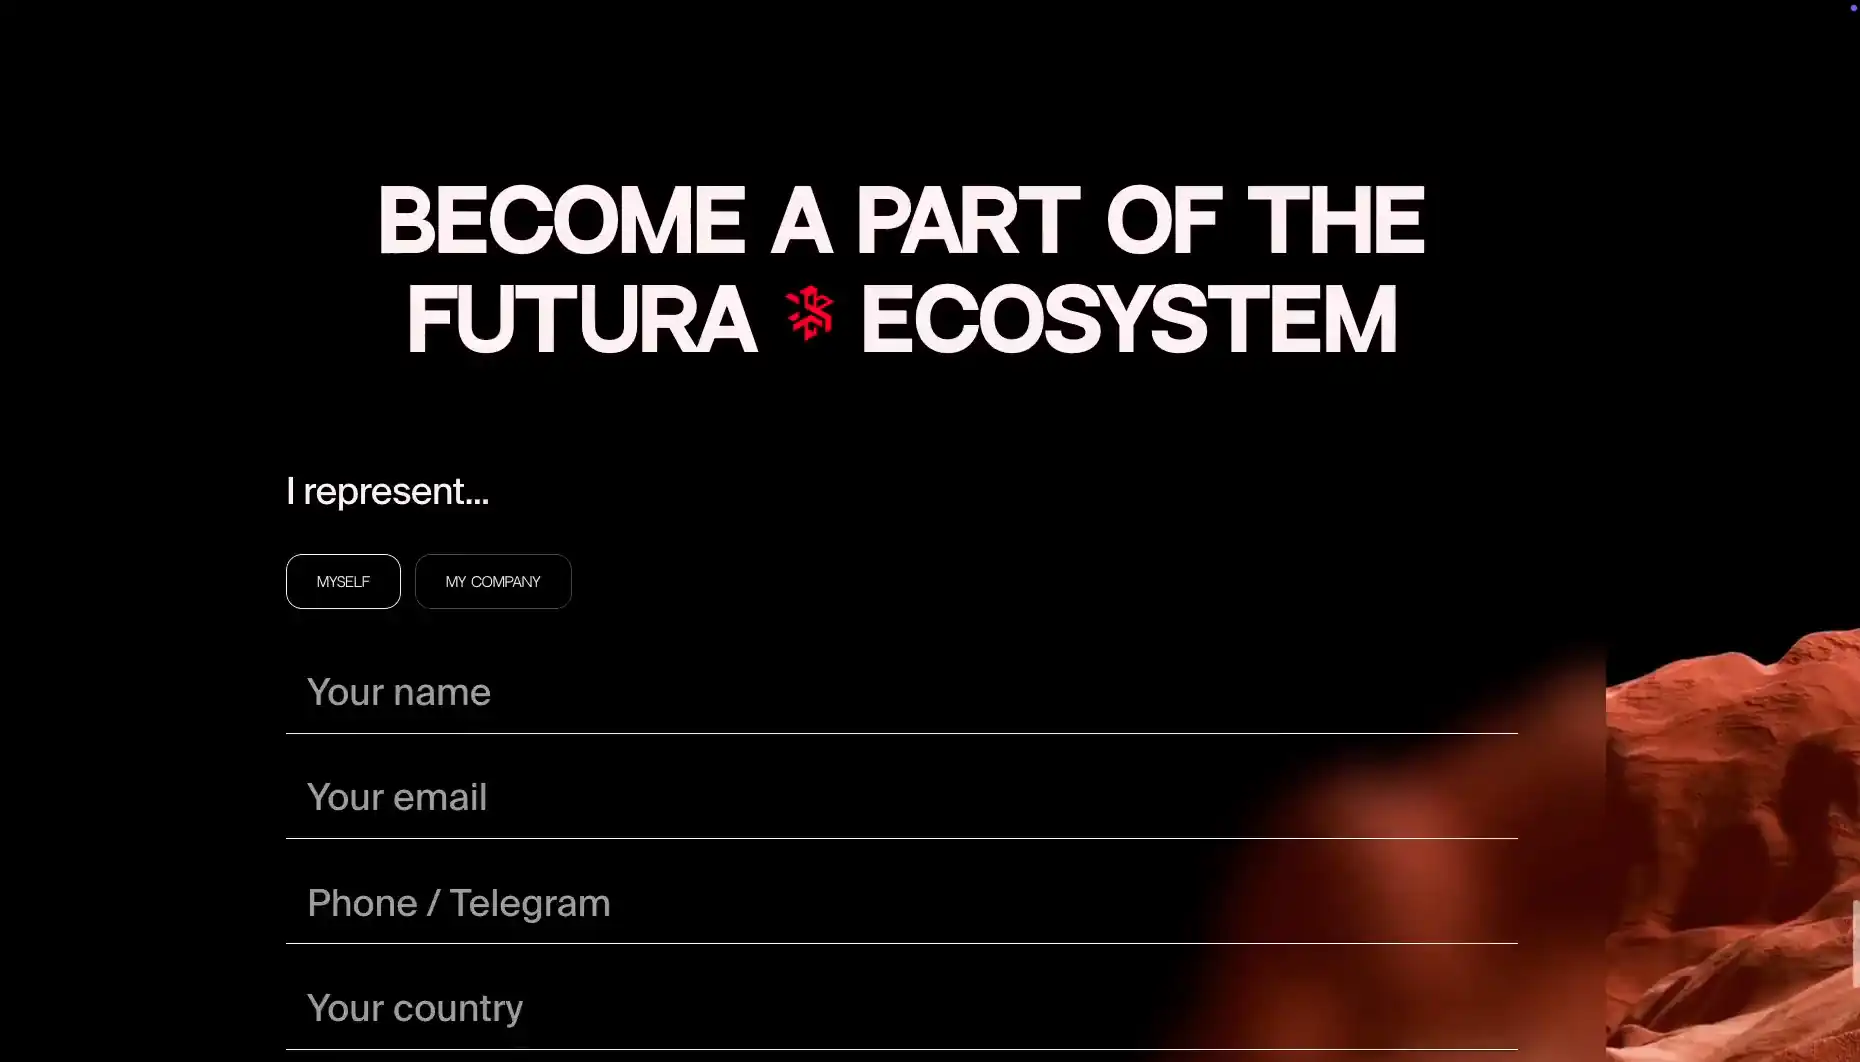 BECOME A PART OF THE
FUTURA ECOSYSTEM
I represent...
MYSELF
MY COMPANY
Your name
Your email
Phone / Telegram
Your country